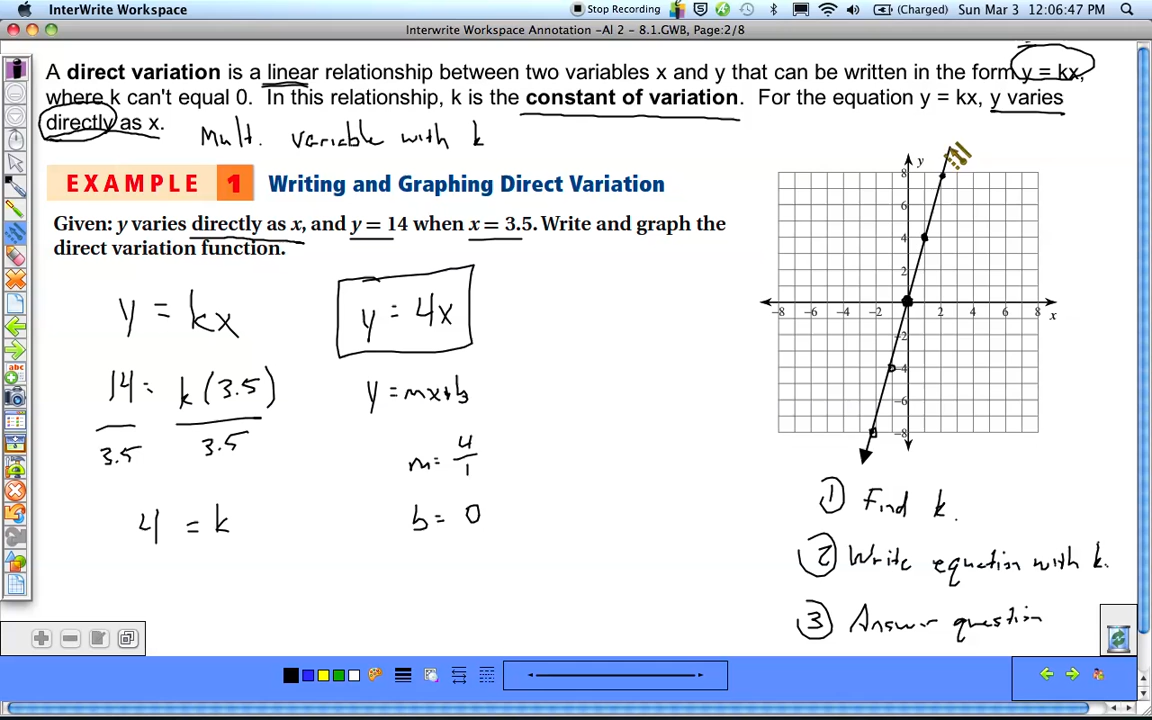 InterWrite Workspace
Stop Recording
(Charged)
Sun Mar 3 12:06:47 PM
Interwrite Workspace Annotation -Al 2 - 8.1.GWB, Page:2/8
A direct variation is a linear relationship between two variables x and y that can be written in the form y = kx,
where k can't equal 0. In this relationship, k is the constant of variation. For the equation y = kx, y varies
directly as x.
Mult. variable with k
EXAMPLE 1 Writing and Graphing Direct Variation
Given: y varies directly as x, and y = 14 when x = 3.5. Write and graph the
direct variation function.
y = kx
14 = k (3.5)
3.5 3.5
4 = k
y = 4x
y = mx+b
m = 4/1
b = 0
y
8
6
4
2
-8 -6 -4 -2 2 4 6 8 x
-2
-4
-6
-8
1 Find k.
2 Write equation with k.
3 Answer question
abc